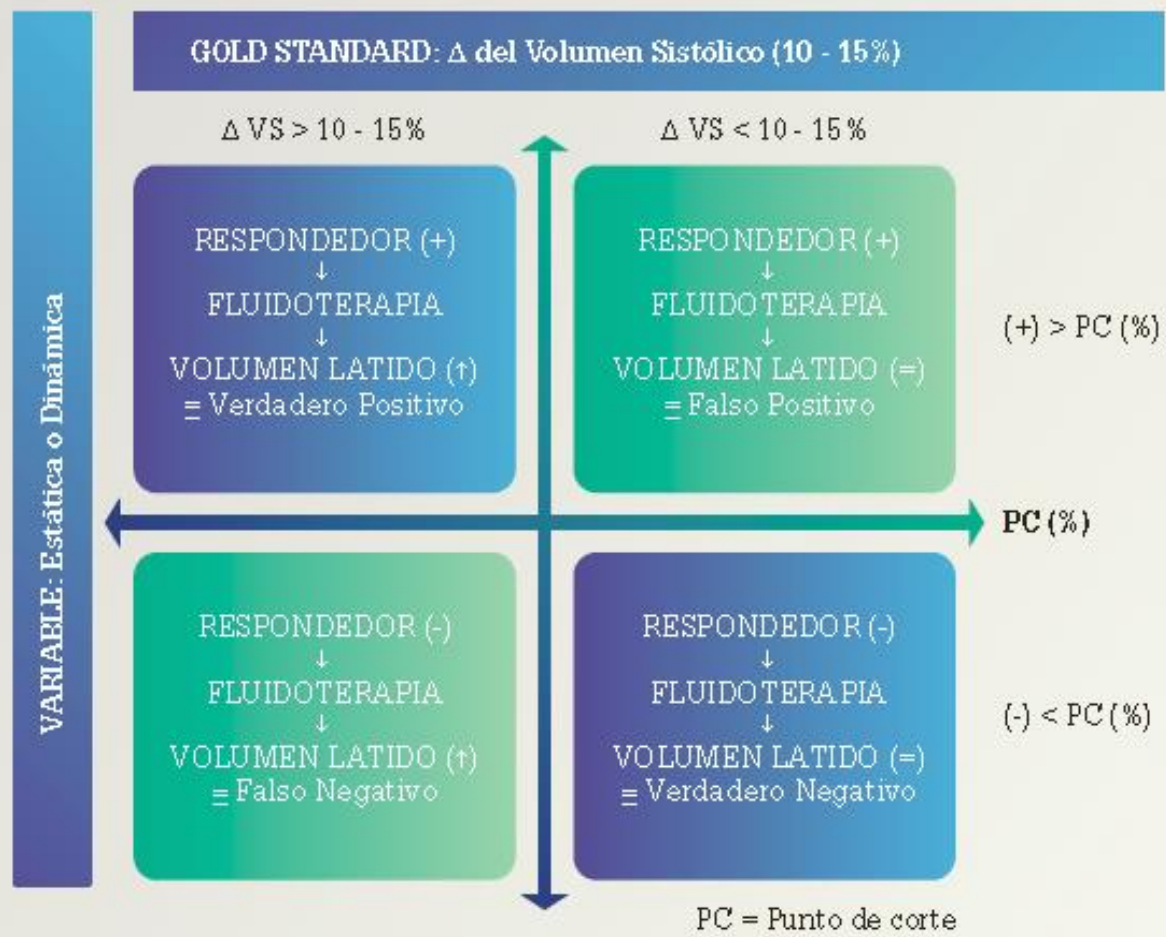 GOLD STANDARD: Δ del Volumen Sistólico (10 - 15%)
Δ VS > 10 - 15%
Δ VS < 10 - 15%
VARIABLE: Estática o Dinámica
RESPONDEDOR (+)
↓
FLUIDOTERAPIA
↓
VOLUMEN LATIDO (↑)
≡ Verdadero Positivo
RESPONDEDOR (+)
↓
FLUIDOTERAPIA
↓
VOLUMEN LATIDO (=)
≡ Falso Positivo
(+) > PC (%)
PC (%)
RESPONDEDOR (-)
↓
FLUIDOTERAPIA
↓
VOLUMEN LATIDO (↑)
≡ Falso Negativo
RESPONDEDOR (-)
↓
FLUIDOTERAPIA
↓
VOLUMEN LATIDO (=)
≡ Verdadero Negativo
(-) < PC (%)
PC = Punto de corte